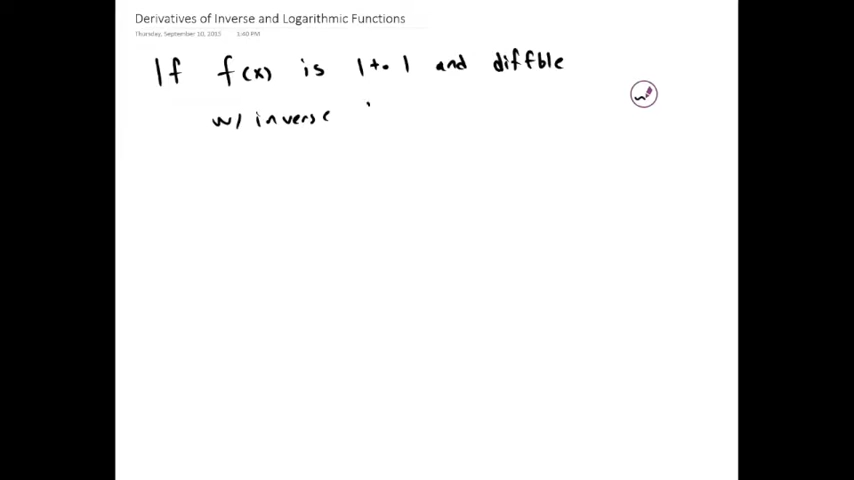 Derivatives of Inverse and Logarithmic Functions
Thursday, September 10, 2015 1:40 PM
If f(x) is 1 to 1 and diffble
w/ inverse